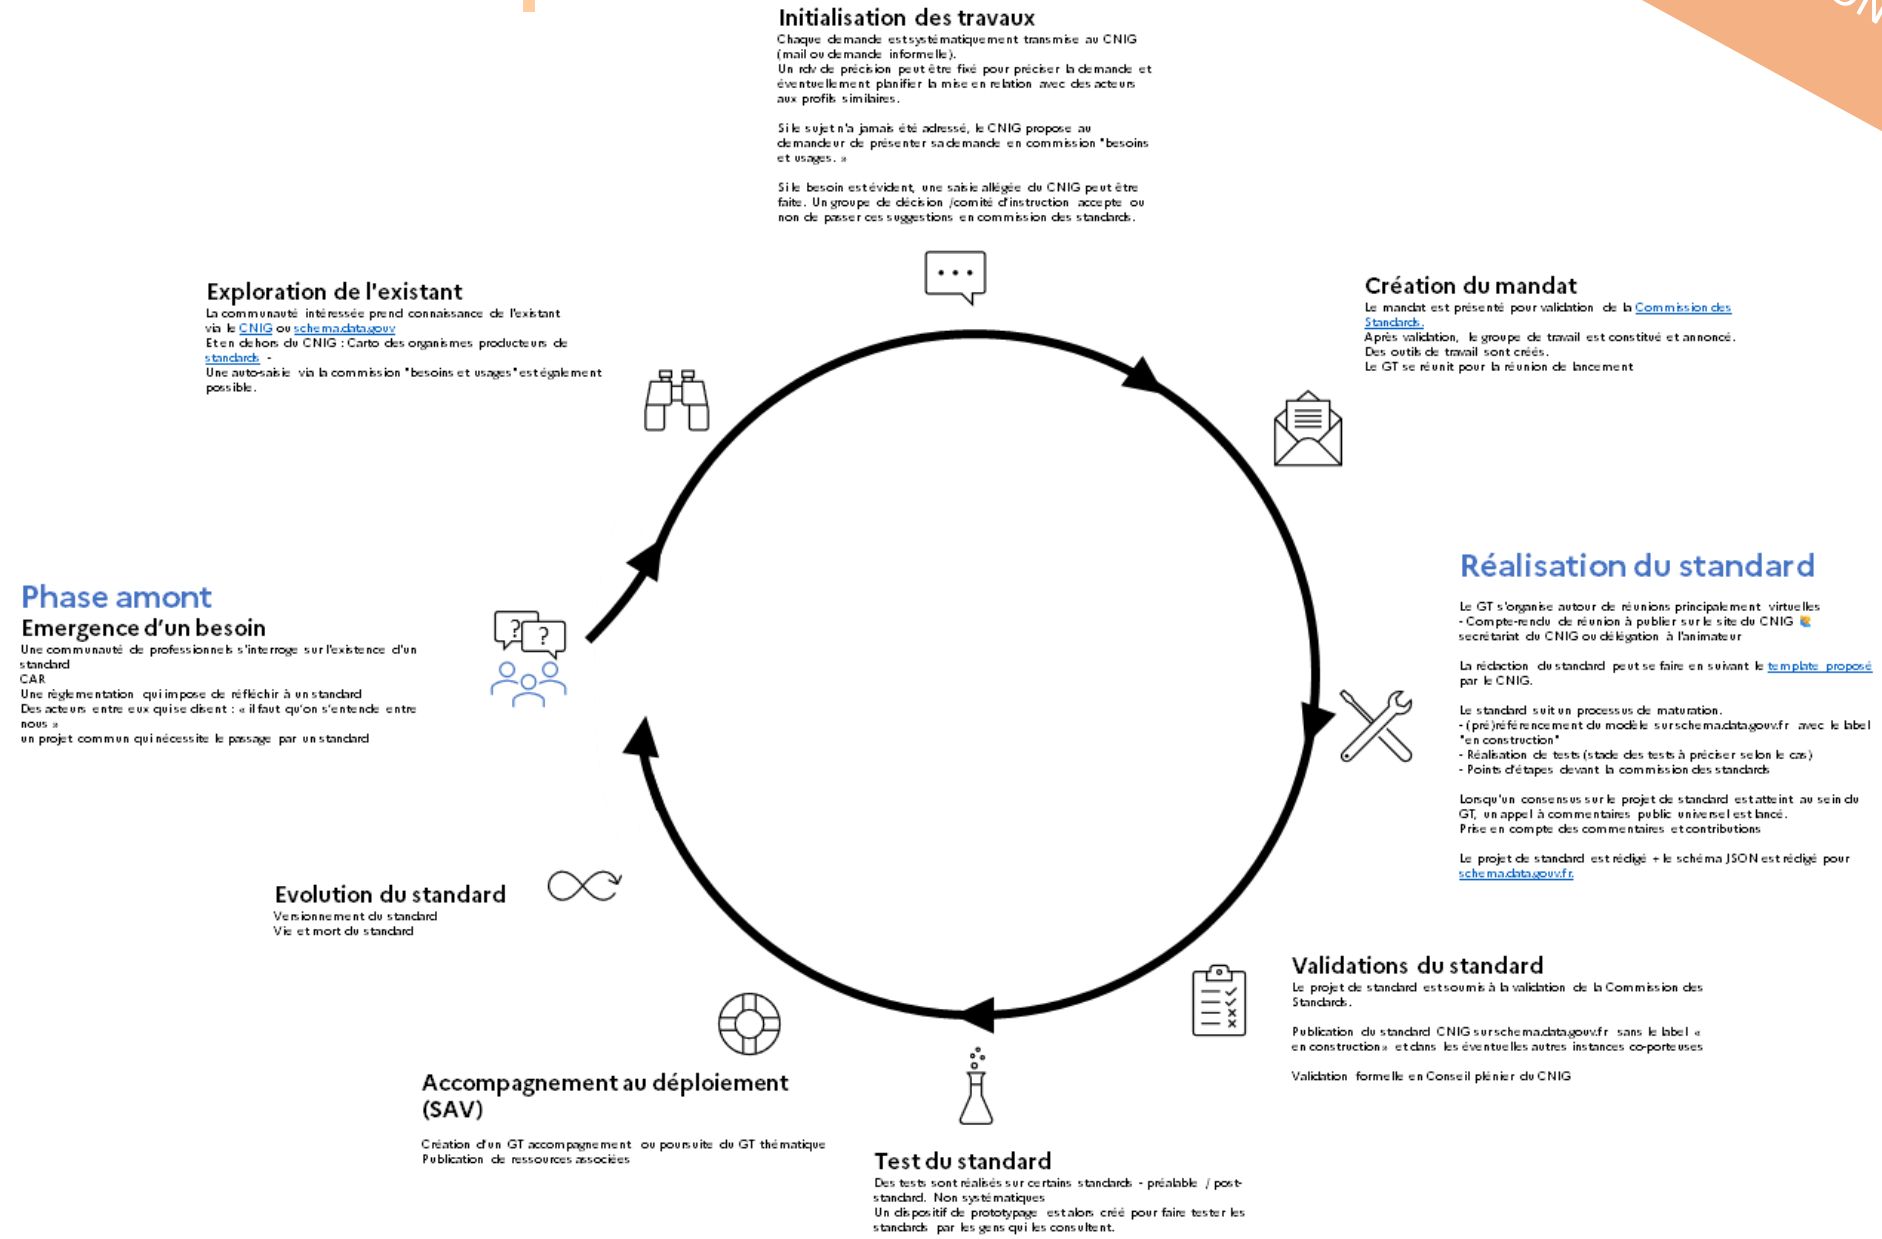 ON
Initialisation des travaux
Chaque demande est systématiquement transmise au CNIG
(mail ou demande informelle).
Un rdv de précision peut être fixé pour préciser la demande et
éventuellement planifier la mise en relation avec des acteurs
aux profils similaires.
Si le sujet n'a jamais été adressé, le CNIG propose au
demandeur de présenter sa demande en commission "besoins
et usages. »
Si le besoin est évident, une saisie allégée du CNIG peut être
faite. Un groupe de décision /comité d'instruction accepte ou
non de passer ces suggestions en commission des standards.
Création du mandat
Le mandat est présenté pour validation de la Commission des
Standards.
Après validation, le groupe de travail est constitué et annoncé.
Des outils de travail sont créés.
Le GT se réunit pour la réunion de lancement
Exploration de l'existant
La communauté intéressée prend connaissance de l'existant
via le CNIG ou schema.data.gouv
Et en dehors du CNIG : Carto des organismes producteurs de
standards -
Une auto-saisie via la commission "besoins et usages" est également
possible.
Phase amont
Emergence d'un besoin
Une communauté de professionnels s'interroge sur l'existence d'un
standard
CAR
Une règlementation qui impose de réfléchir à un standard
Des acteurs entre eux qui se disent : « il faut qu'on s'entende entre
nous »
un projet commun qui nécessite le passage par un standard
? ?
Réalisation du standard
Le GT s'organise autour de réunions principalement virtuelles
- Compte-rendu de réunion à publier sur le site du CNIG
secrétariat du CNIG ou délégation à l'animateur
La rédaction du standard peut se faire en suivant le template proposé
par le CNIG.
Le standard suit un processus de maturation.
- (pré)référencement du modèle sur schema.data.gouv.fr avec le label
"en construction"
- Réalisation de tests (stade des tests à préciser selon le cas)
- Points d'étapes devant la commission des standards
Lorsqu'un consensus sur le projet de standard est atteint au sein du
GT, un appel à commentaires public universel est lancé.
Prise en compte des commentaires et contributions
Le projet de standard est rédigé + le schéma JSON est rédigé pour
schema.data.gouv.fr.
Evolution du standard
Versionnement du standard
Vie et mort du standard
Validations du standard
Le projet de standard est soumis à la validation de la Commission des
Standards.
Publication du standard CNIG sur schema.data.gouv.fr sans le label «
en construction » et dans les éventuelles autres instances co-porteuses
Validation formelle en Conseil plénier du CNIG
Accompagnement au déploiement
(SAV)
Création d'un GT accompagnement ou poursuite du GT thématique
Publication de ressources associées
Test du standard
Des tests sont réalisés sur certains standards - préalable / post-
standard. Non systématiques
Un dispositif de prototypage est alors créé pour faire tester les
standards par les gens qui les consultent.